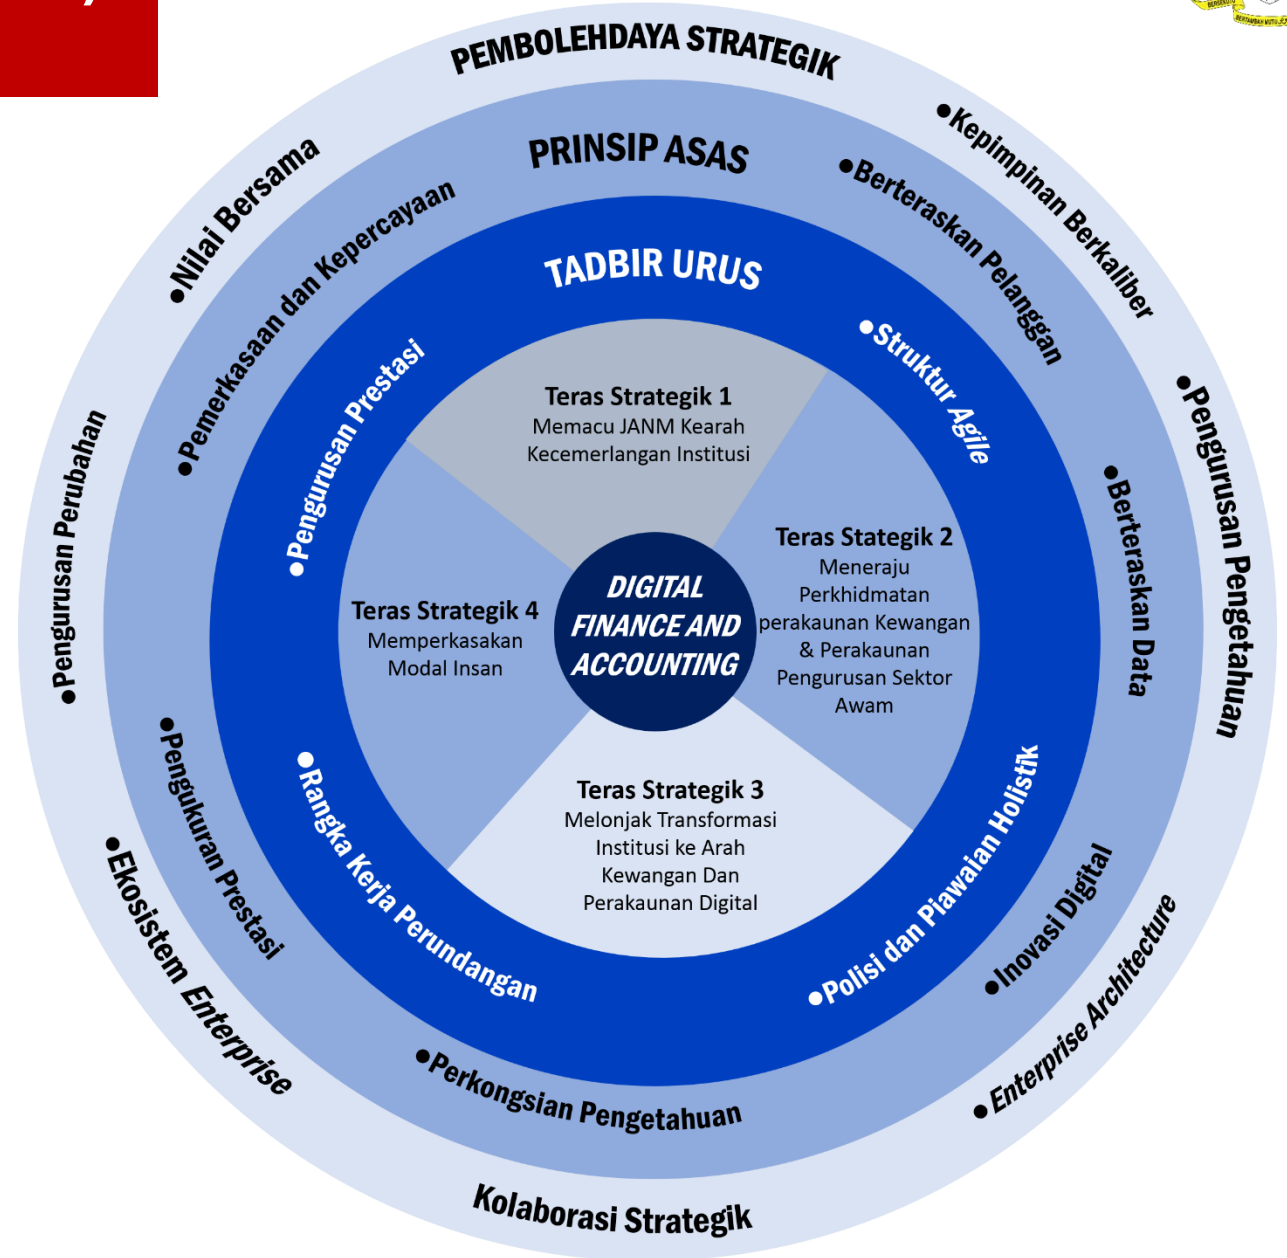 PEMBOLEHDAYA STRATEGIK
●Kepimpinan Berkaliber
●Pengurusan Pengetahuan
●Enterprise Architecture
Kolaborasi Strategik
●Ekosistem Enterprise
●Pengurusan Perubahan
●Nilai Bersama
PRINSIP ASAS
●Berteraskan Pelanggan
●Berteraskan Data
●Inovasi Digital
●Perkongsian Pengetahuan
●Pengukuran Prestasi
●Pemerkasaan dan Kepercayaan
TADBIR URUS
●Struktur Agile
●Polisi dan Piawaian Holistik
●Rangka Kerja Perundangan
●Pengurusan Prestasi
Teras Strategik 1
Memacu JANM Kearah
Kecemerlangan Institusi
Teras Stategik 2
Meneraju
Perkhidmatan
perakaunan Kewangan
& Perakaunan
Pengurusan Sektor
Awam
Teras Strategik 3
Melonjak Transformasi
Institusi ke Arah
Kewangan Dan
Perakaunan Digital
Teras Strategik 4
Memperkasakan
Modal Insan
DIGITAL
FINANCE AND
ACCOUNTING
BERTAMBAH MUTU